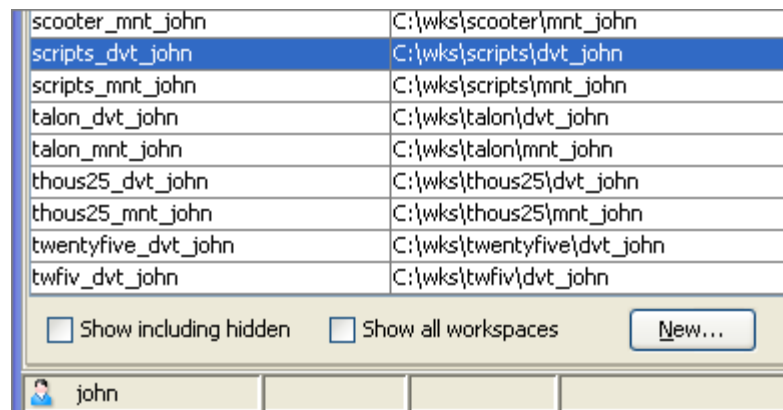 scooter_mnt_john C:\wks\scooter\mnt_john
scripts_dvt_john C:\wks\scripts\dvt_john
scripts_mnt_john C:\wks\scripts\mnt_john
talon_dvt_john C:\wks\talon\dvt_john
talon_mnt_john C:\wks\talon\mnt_john
thous25_dvt_john C:\wks\thous25\dvt_john
thous25_mnt_john C:\wks\thous25\mnt_john
twentyfive_dvt_john C:\wks\twentyfive\dvt_john
twfiv_dvt_john C:\wks\twfiv\dvt_john
Show including hidden Show all workspaces New...
john